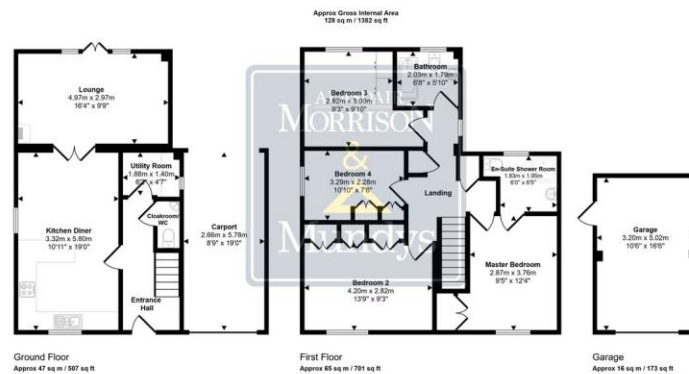 Approx Gross Internal Area
128 sq m / 1382 sq ft
Lounge
4.97m x 2.97m
16'4" x 9'9"
Kitchen Diner
3.32m x 5.80m
10'11" x 19'0"
Utility Room
1.88m x 1.40m
6'2" x 4'7"
Cloakroom/
WC
Entrance
Hall
Carport
2.66m x 5.78m
8'9" x 19'0"
Ground Floor
Approx 47 sq m / 507 sq ft
Bedroom 3
2.82m x 3.00m
9'3" x 9'10"
Bathroom
2.03m x 1.79m
6'8" x 5'10"
MORRISON
&
Mundys
Bedroom 4
3.29m x 2.28m
10'10" x 7'6"
Landing
En-Suite Shower Room
1.83m x 1.95m
6'0" x 6'5"
Bedroom 2
4.20m x 2.82m
13'9" x 9'3"
Master Bedroom
2.87m x 3.76m
9'5" x 12'4"
First Floor
Approx 65 sq m / 701 sq ft
Garage
3.20m x 5.02m
10'6" x 16'6"
Garage
Approx 16 sq m / 173 sq ft